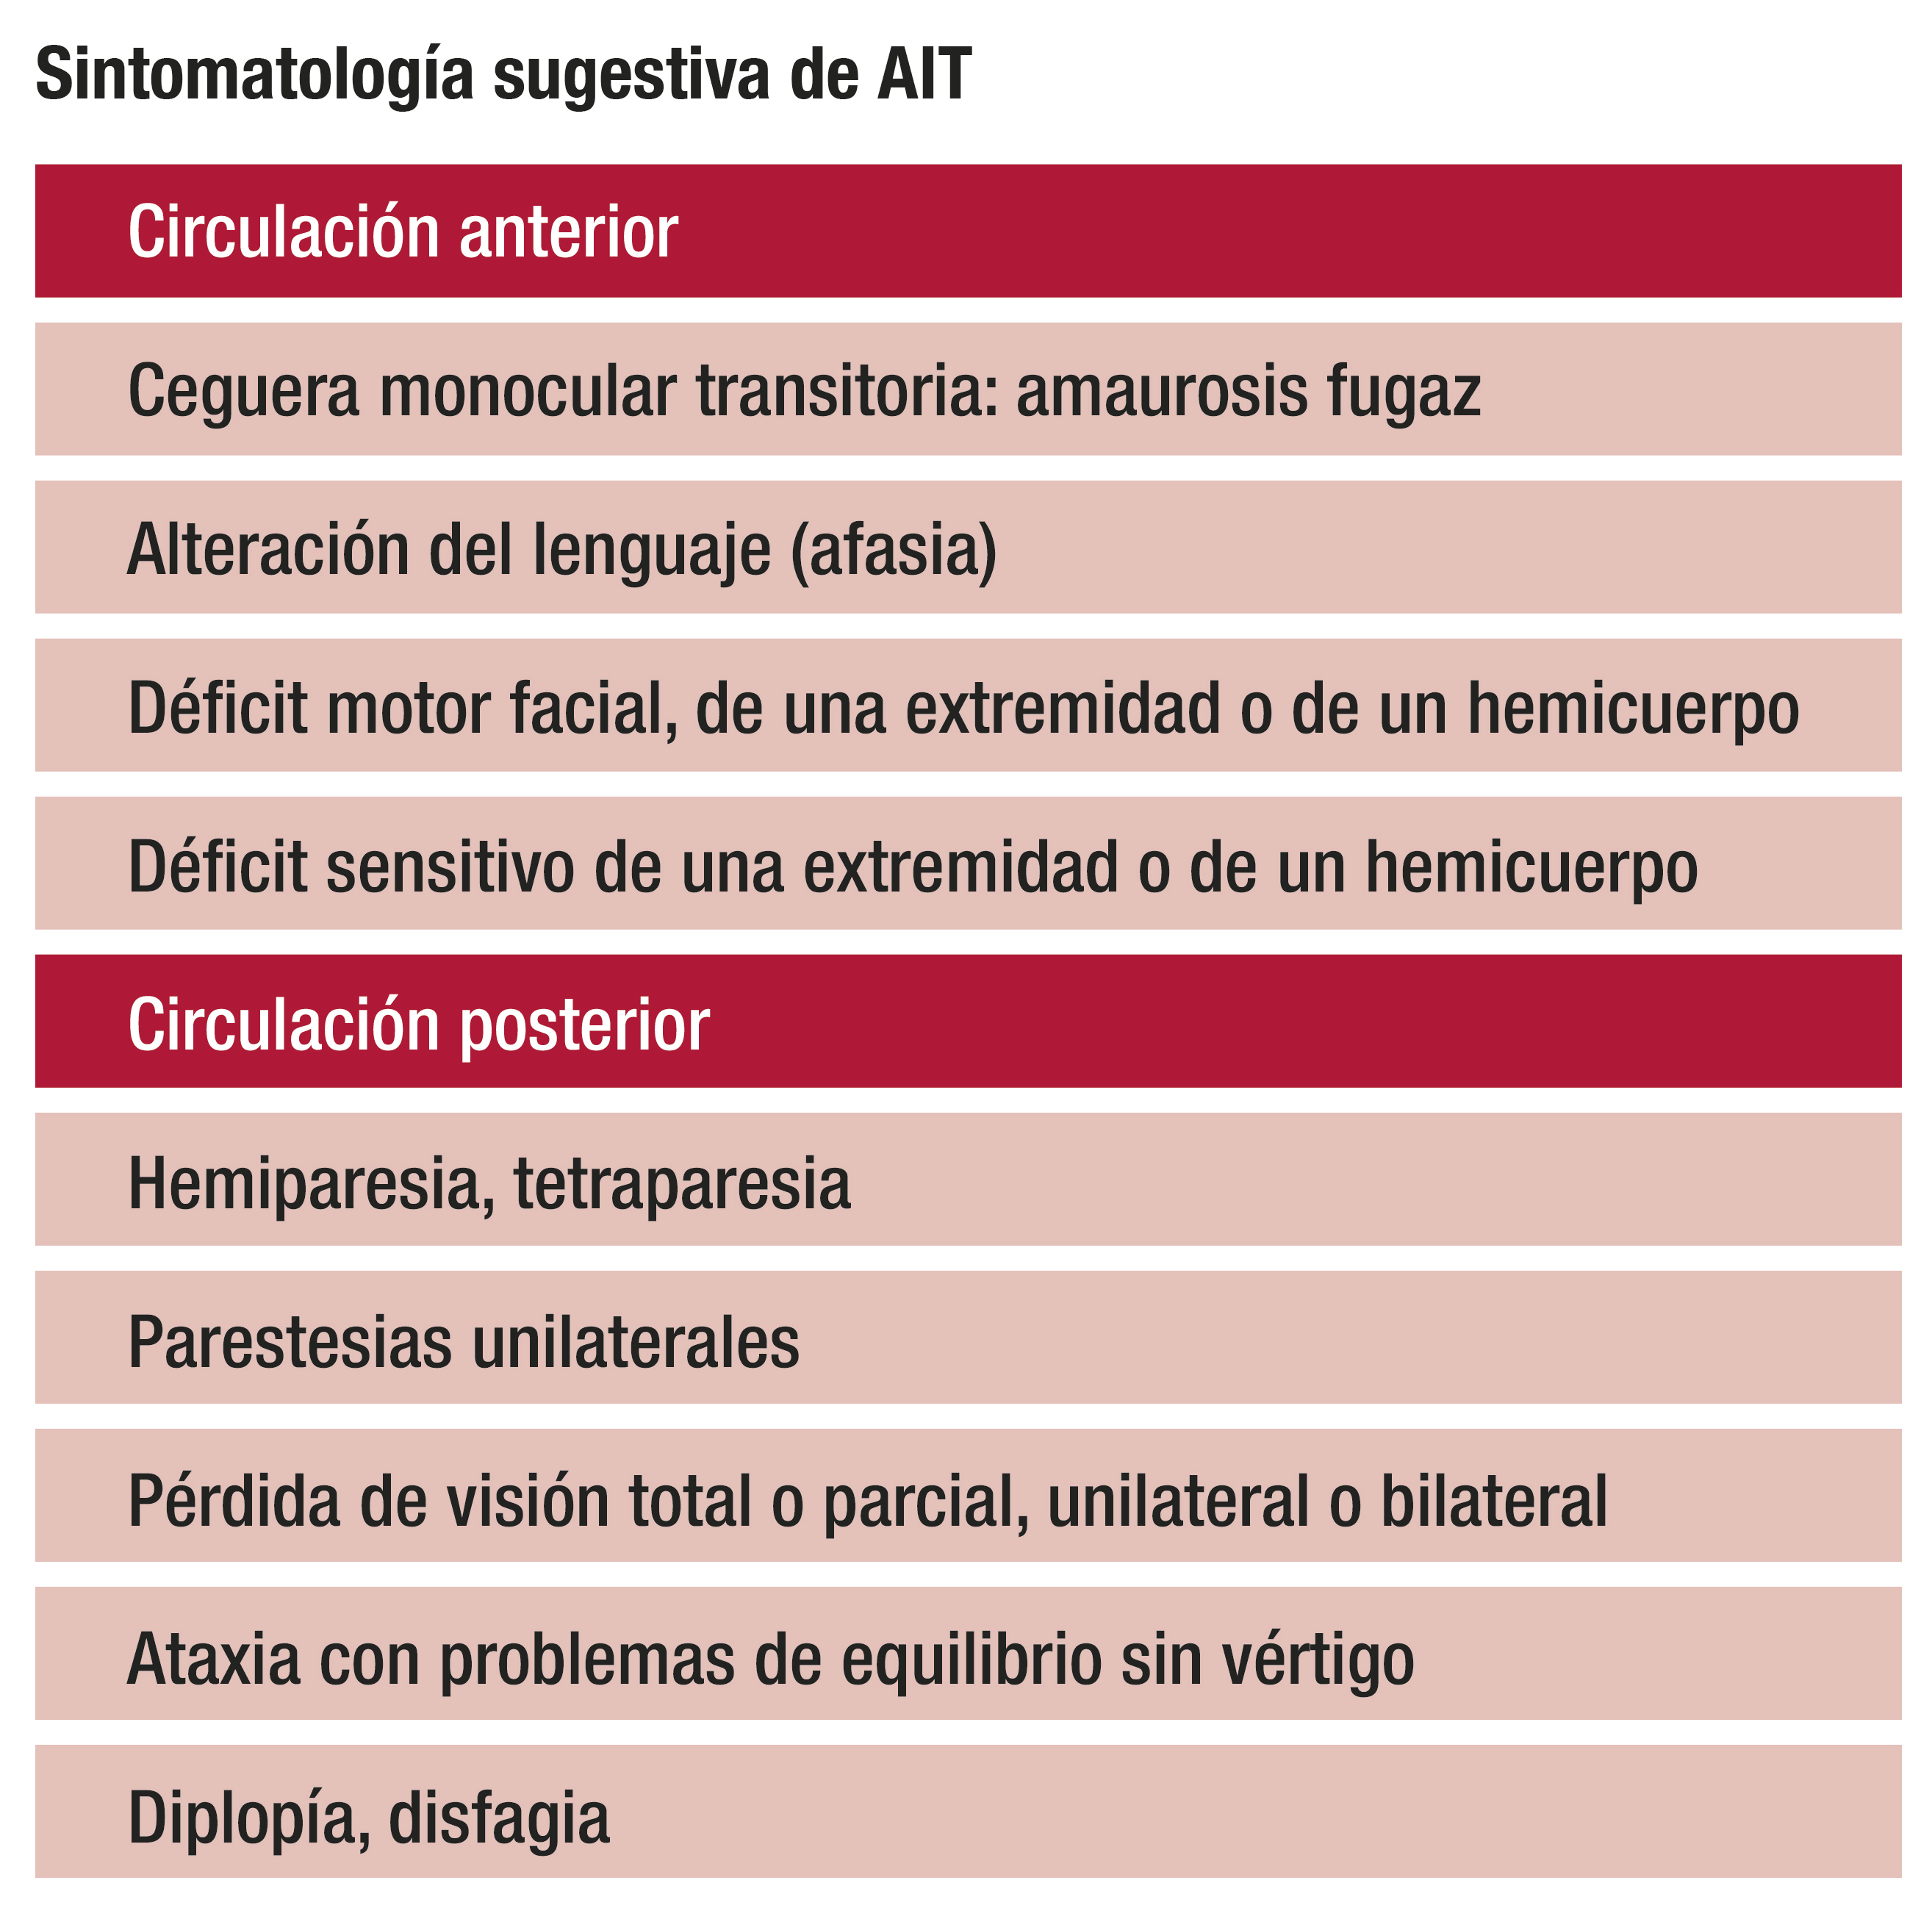 Sintomatología sugestiva de AIT
Circulación anterior
Ceguera monocular transitoria: amaurosis fugaz
Alteración del lenguaje (afasia)
Déficit motor facial, de una extremidad o de un hemicuerpo
Déficit sensitivo de una extremidad o de un hemicuerpo
Circulación posterior
Hemiparesia, tetraparesia
Parestesias unilaterales
Pérdida de visión total o parcial, unilateral o bilateral
Ataxia con problemas de equilibrio sin vértigo
Diplopía, disfagia